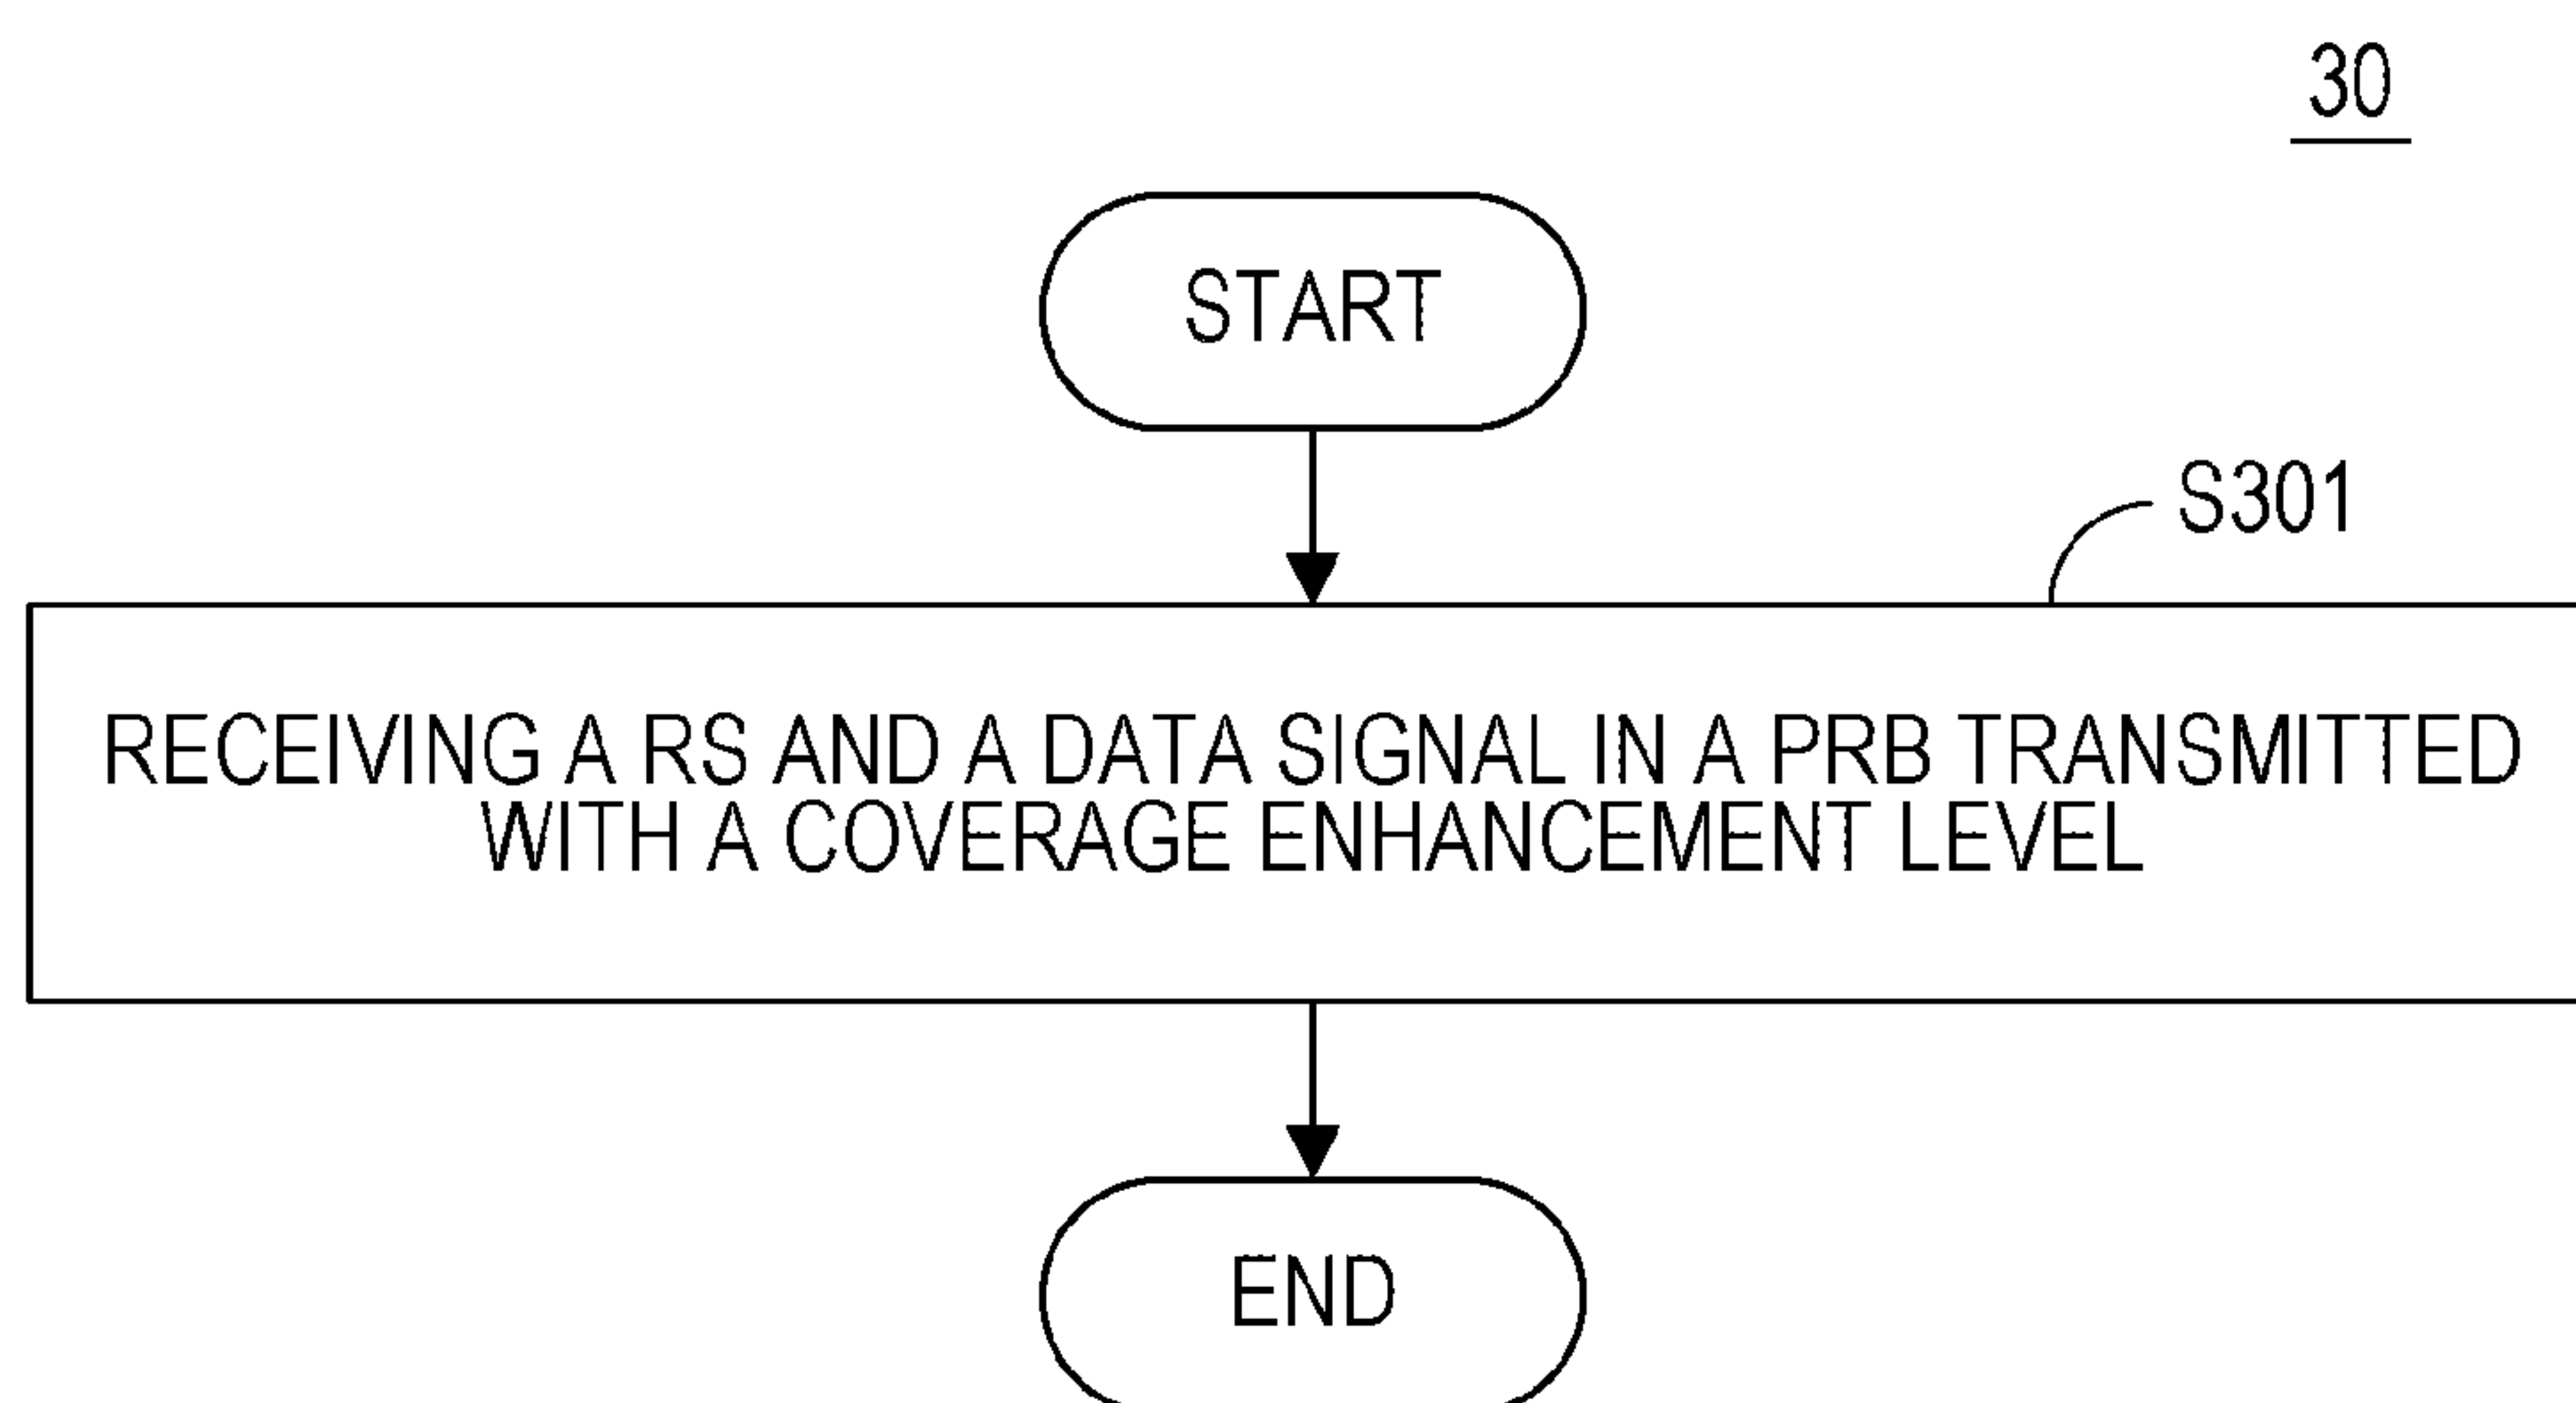 30
START
S301
RECEIVING A RS AND A DATA SIGNAL IN A PRB TRANSMITTED
WITH A COVERAGE ENHANCEMENT LEVEL
END